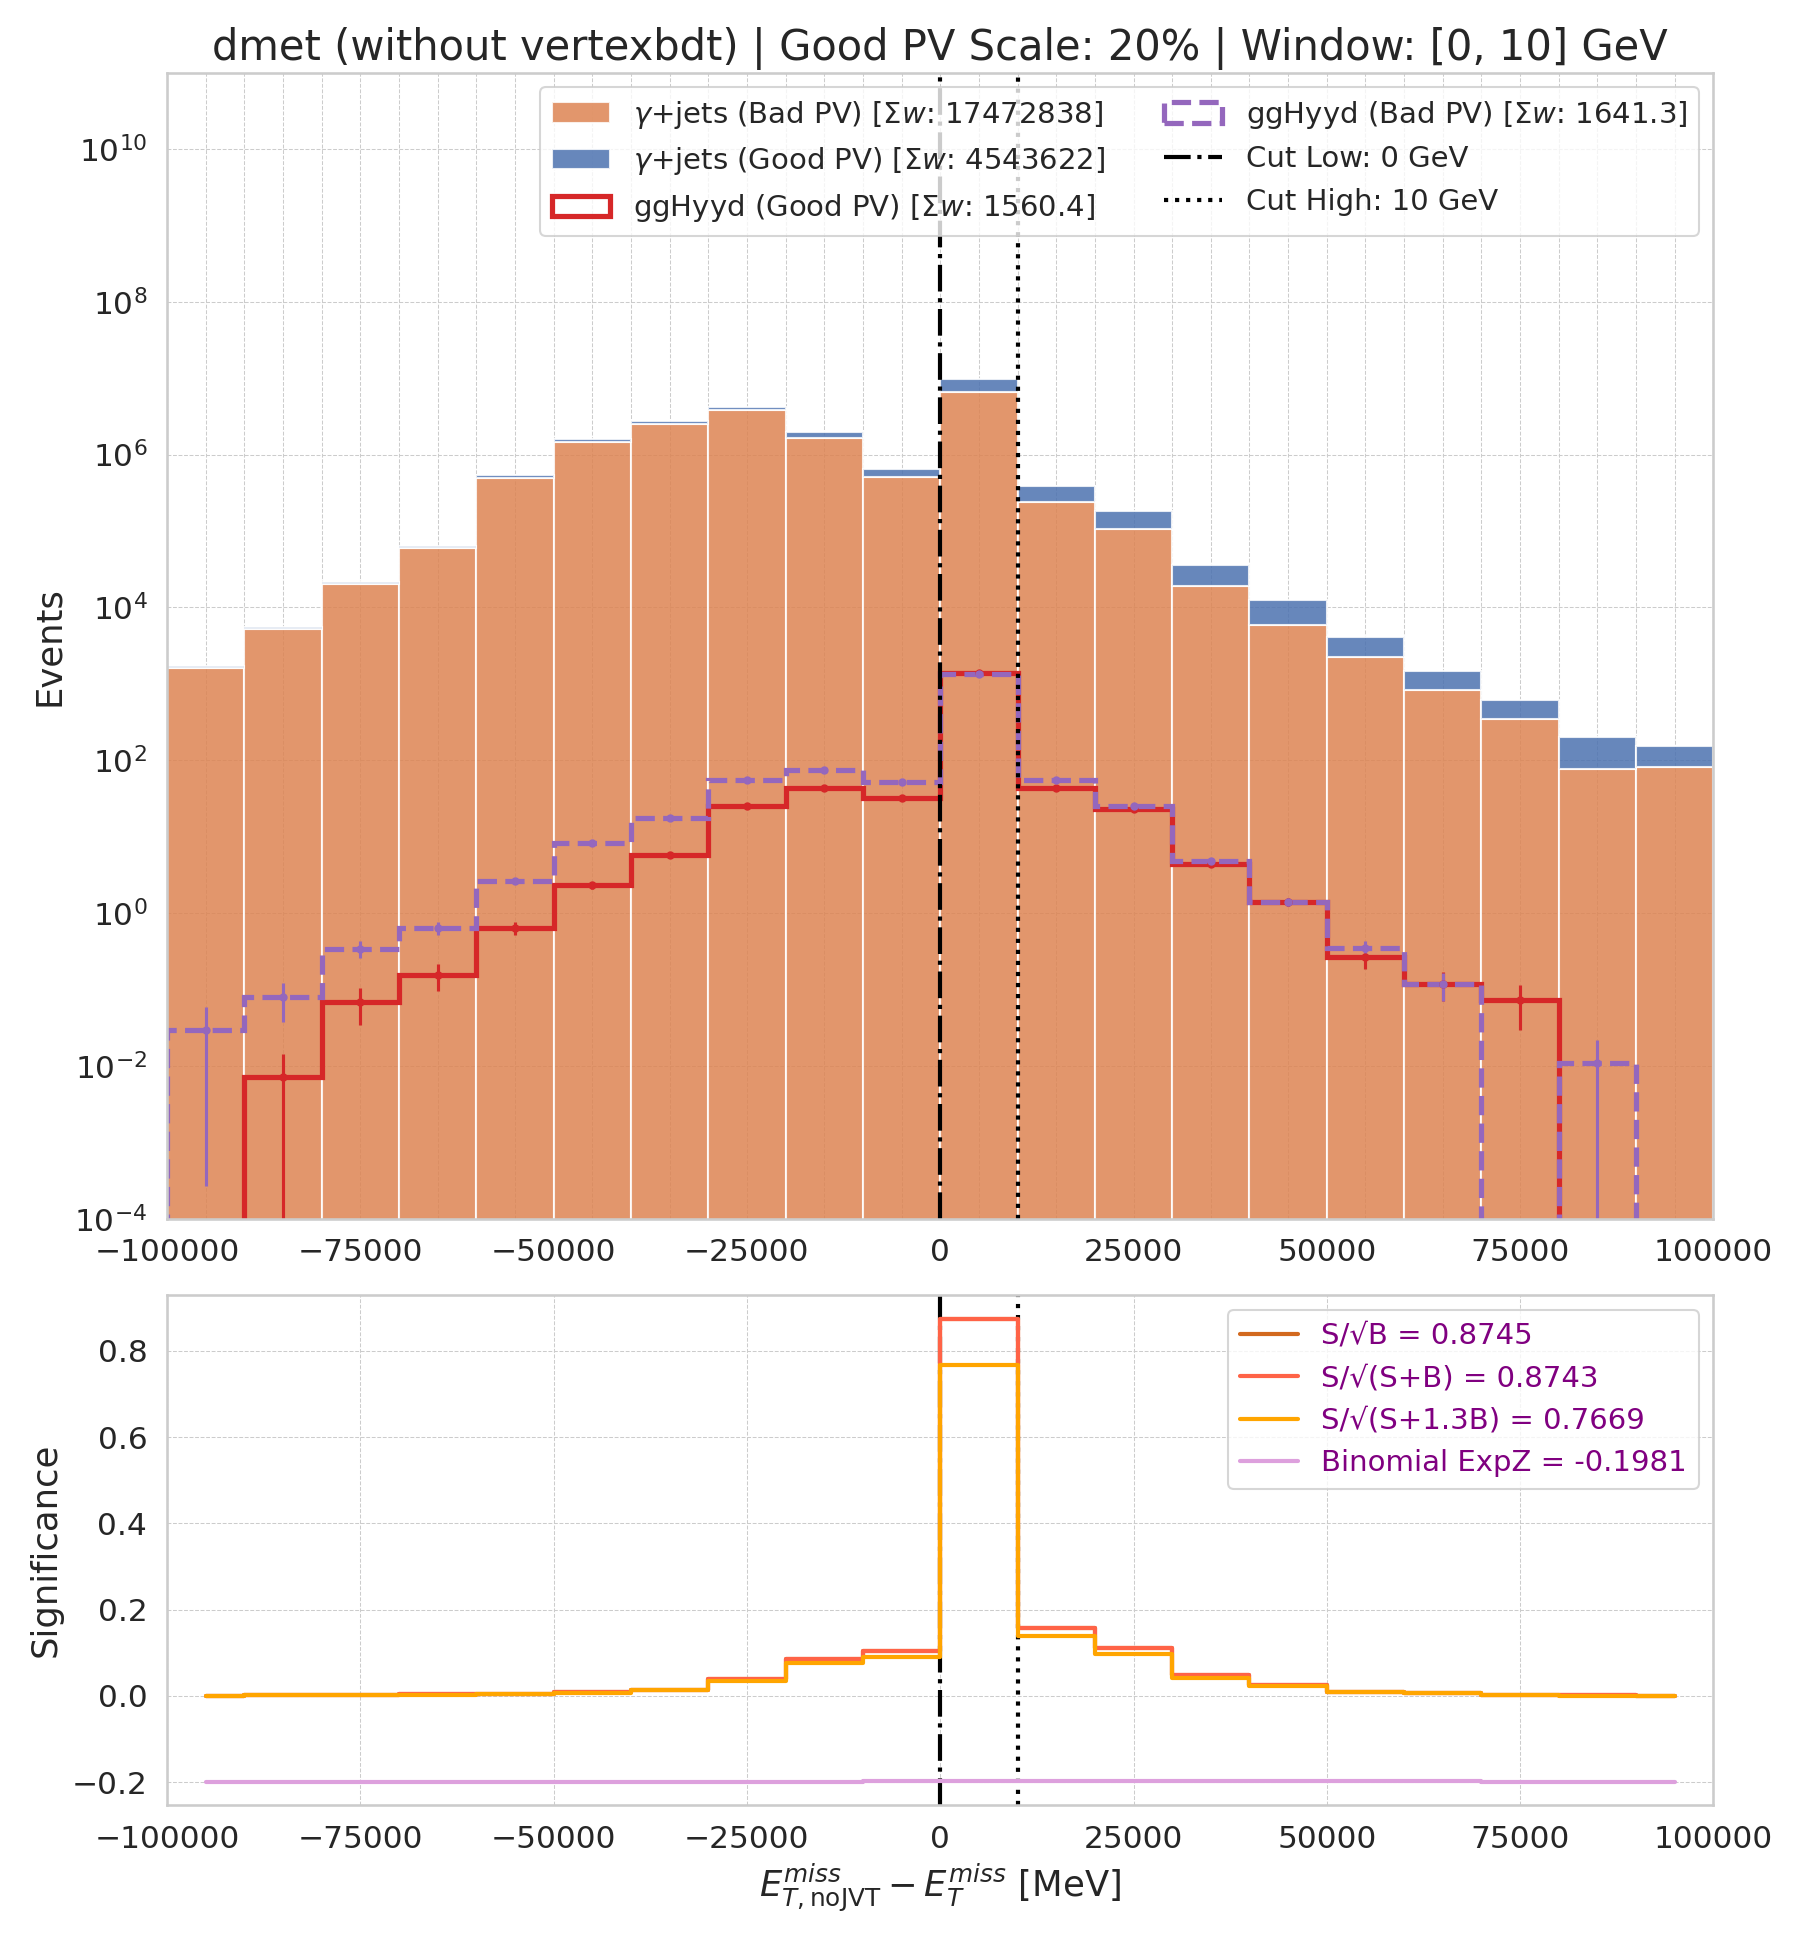 dmet (without vertexbdt) | Good PV Scale: 20% | Window: [0, 10] GeV
γ+jets (Bad PV) [Σw: 17472838]
γ+jets (Good PV) [Σw: 4543622]
ggHyyd (Good PV) [Σw: 1560.4]
ggHyyd (Bad PV) [Σw: 1641.3]
Cut Low: 0 GeV
Cut High: 10 GeV
Events
10^10
10^8
10^6
10^4
10^2
10^0
10^−2
10^−4
−100000 −75000 −50000 −25000 0 25000 50000 75000 100000
S/√B = 0.8745
S/√(S+B) = 0.8743
S/√(S+1.3B) = 0.7669
Binomial ExpZ = -0.1981
Significance
0.8
0.6
0.4
0.2
0.0
−0.2
−100000 −75000 −50000 −25000 0 25000 50000 75000 100000
E_{T,noJVT}^{miss} − E_T^{miss} [MeV]